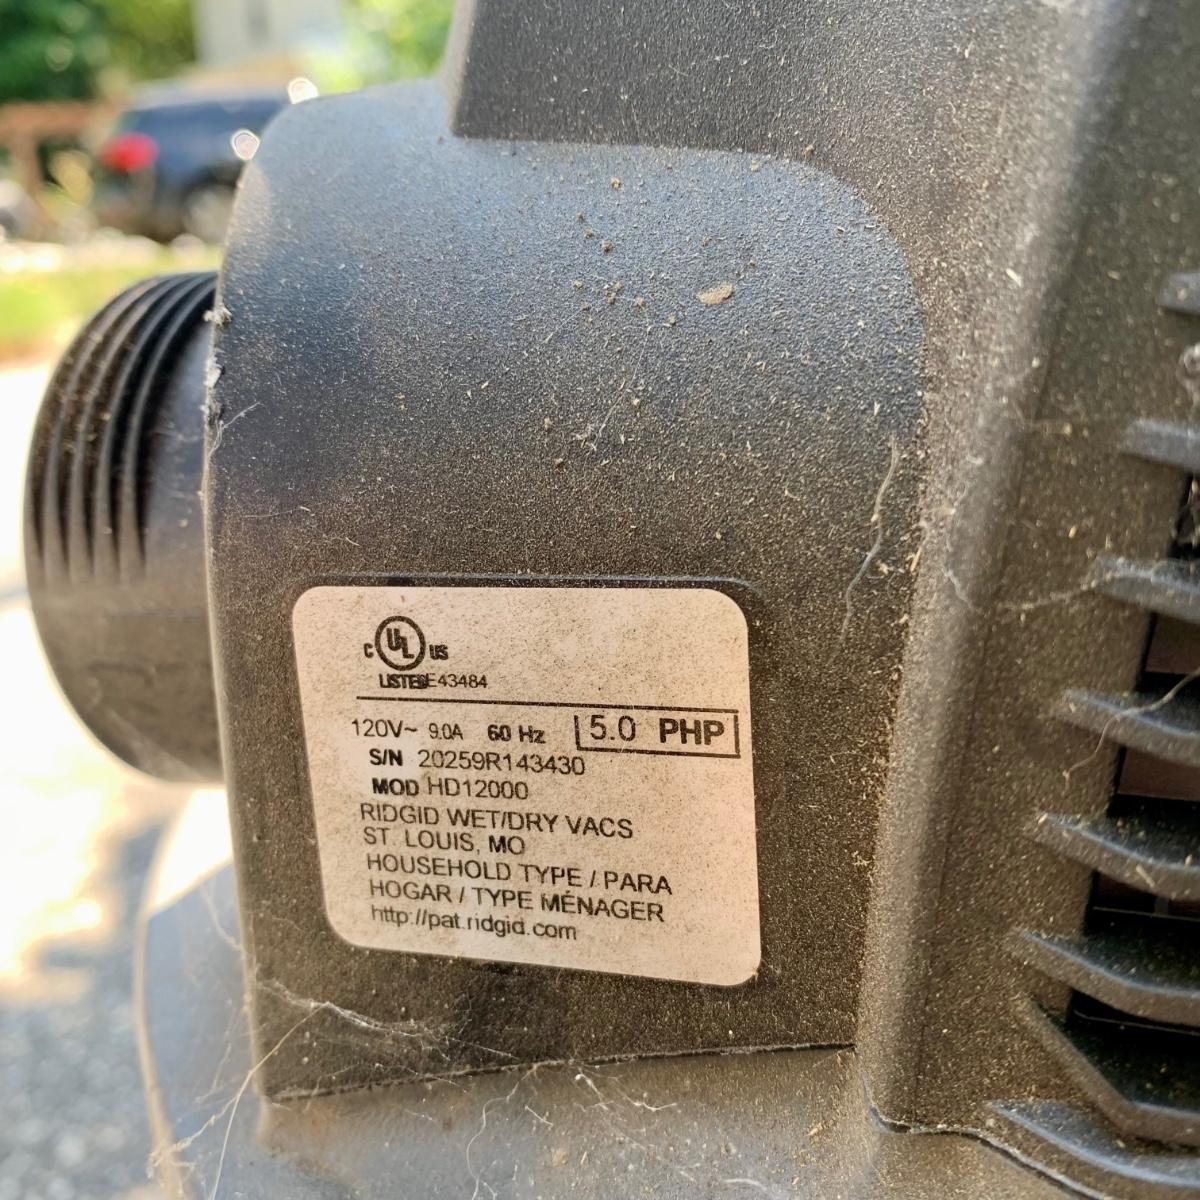 C UL US
LISTED E43484
120V~ 9.0A 60 Hz 5.0 PHP
S/N 20259R143430
MOD HD12000
RIDGID WET/DRY VACS
ST. LOUIS, MO
HOUSEHOLD TYPE / PARA
HOGAR / TYPE MÉNAGER
http://pat.ridgid.com